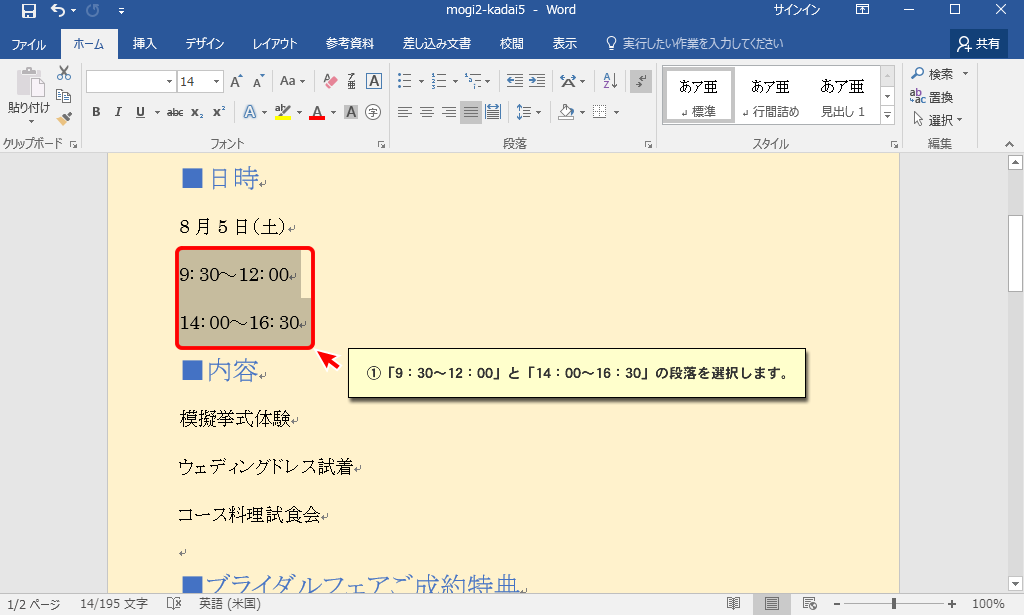 mogi2-kadai5 - Word
サインイン
ファイル ホーム 挿入 デザイン レイアウト 参考資料 差し込み文書 校閲 表示 実行したい作業を入力してください 共有
貼り付け
14
A A Aa A
B I U abc x₂ x² A A A 字
あア亜 あア亜 あア亜
↲標準 ↲行間詰め 見出し 1
検索
置換
選択
クリップボード フォント 段落 スタイル 編集
■日時
8月5日(土)
9:30～12:00
14:00～16:30
①「9：30～12：00」と「14：00～16：30」の段落を選択します。
■内容
模擬挙式体験
ウェディングドレス試着
コース料理試食会
■ブライダルフェアご成約特典
1/2 ページ 14/195 文字 英語 (米国) 100%